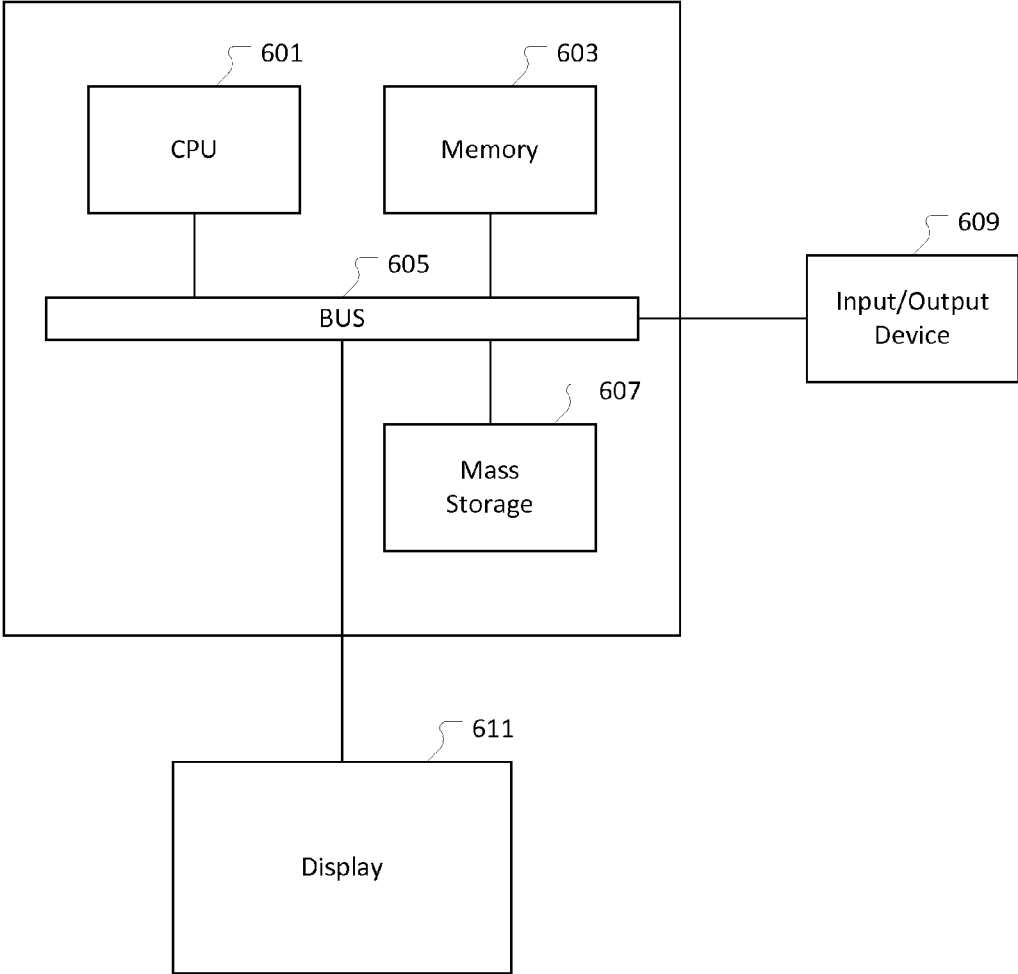 601
603
CPU
Memory
609
605
Input/Output
Device
BUS
607
Mass
Storage
611
Display